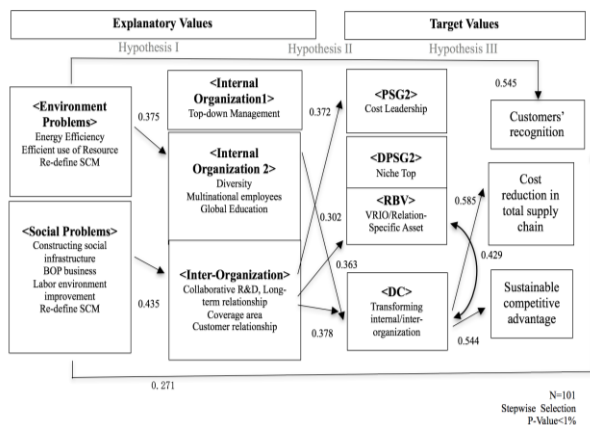 Explanatory Values
Target Values
Hypothesis I
Hypothesis II
Hypothesis III
<Environment
Problems>
Energy Efficiency
Efficient use of Resource
Re-define SCM
<Social Problems>
Constructing social
infrastructure
BOP business
Labor environment
improvement
Re-define SCM
0.375
0.435
0. 271
<Internal
Organization1>
Top-down Management
<Internal
Organization 2>
Diversity
Multinational employees
Global Education
<Inter-Organization>
Collaborative R&D, Long-
term relationship
Coverage area
Customer relationship
0.372
0.302
0.363
0.378
<PSG2>
Cost Leadership
<DPSG2>
Niche Top
<RBV>
VRIO/Relation-
Specific Asset
<DC>
Transforming
internal/inter-
organization
0.545
0.585
0.429
0.544
Customers'
recognition
Cost
reduction in
total supply
chain
Sustainable
competitive
advantage
N=101
Stepwise Selection
P-Value<1%